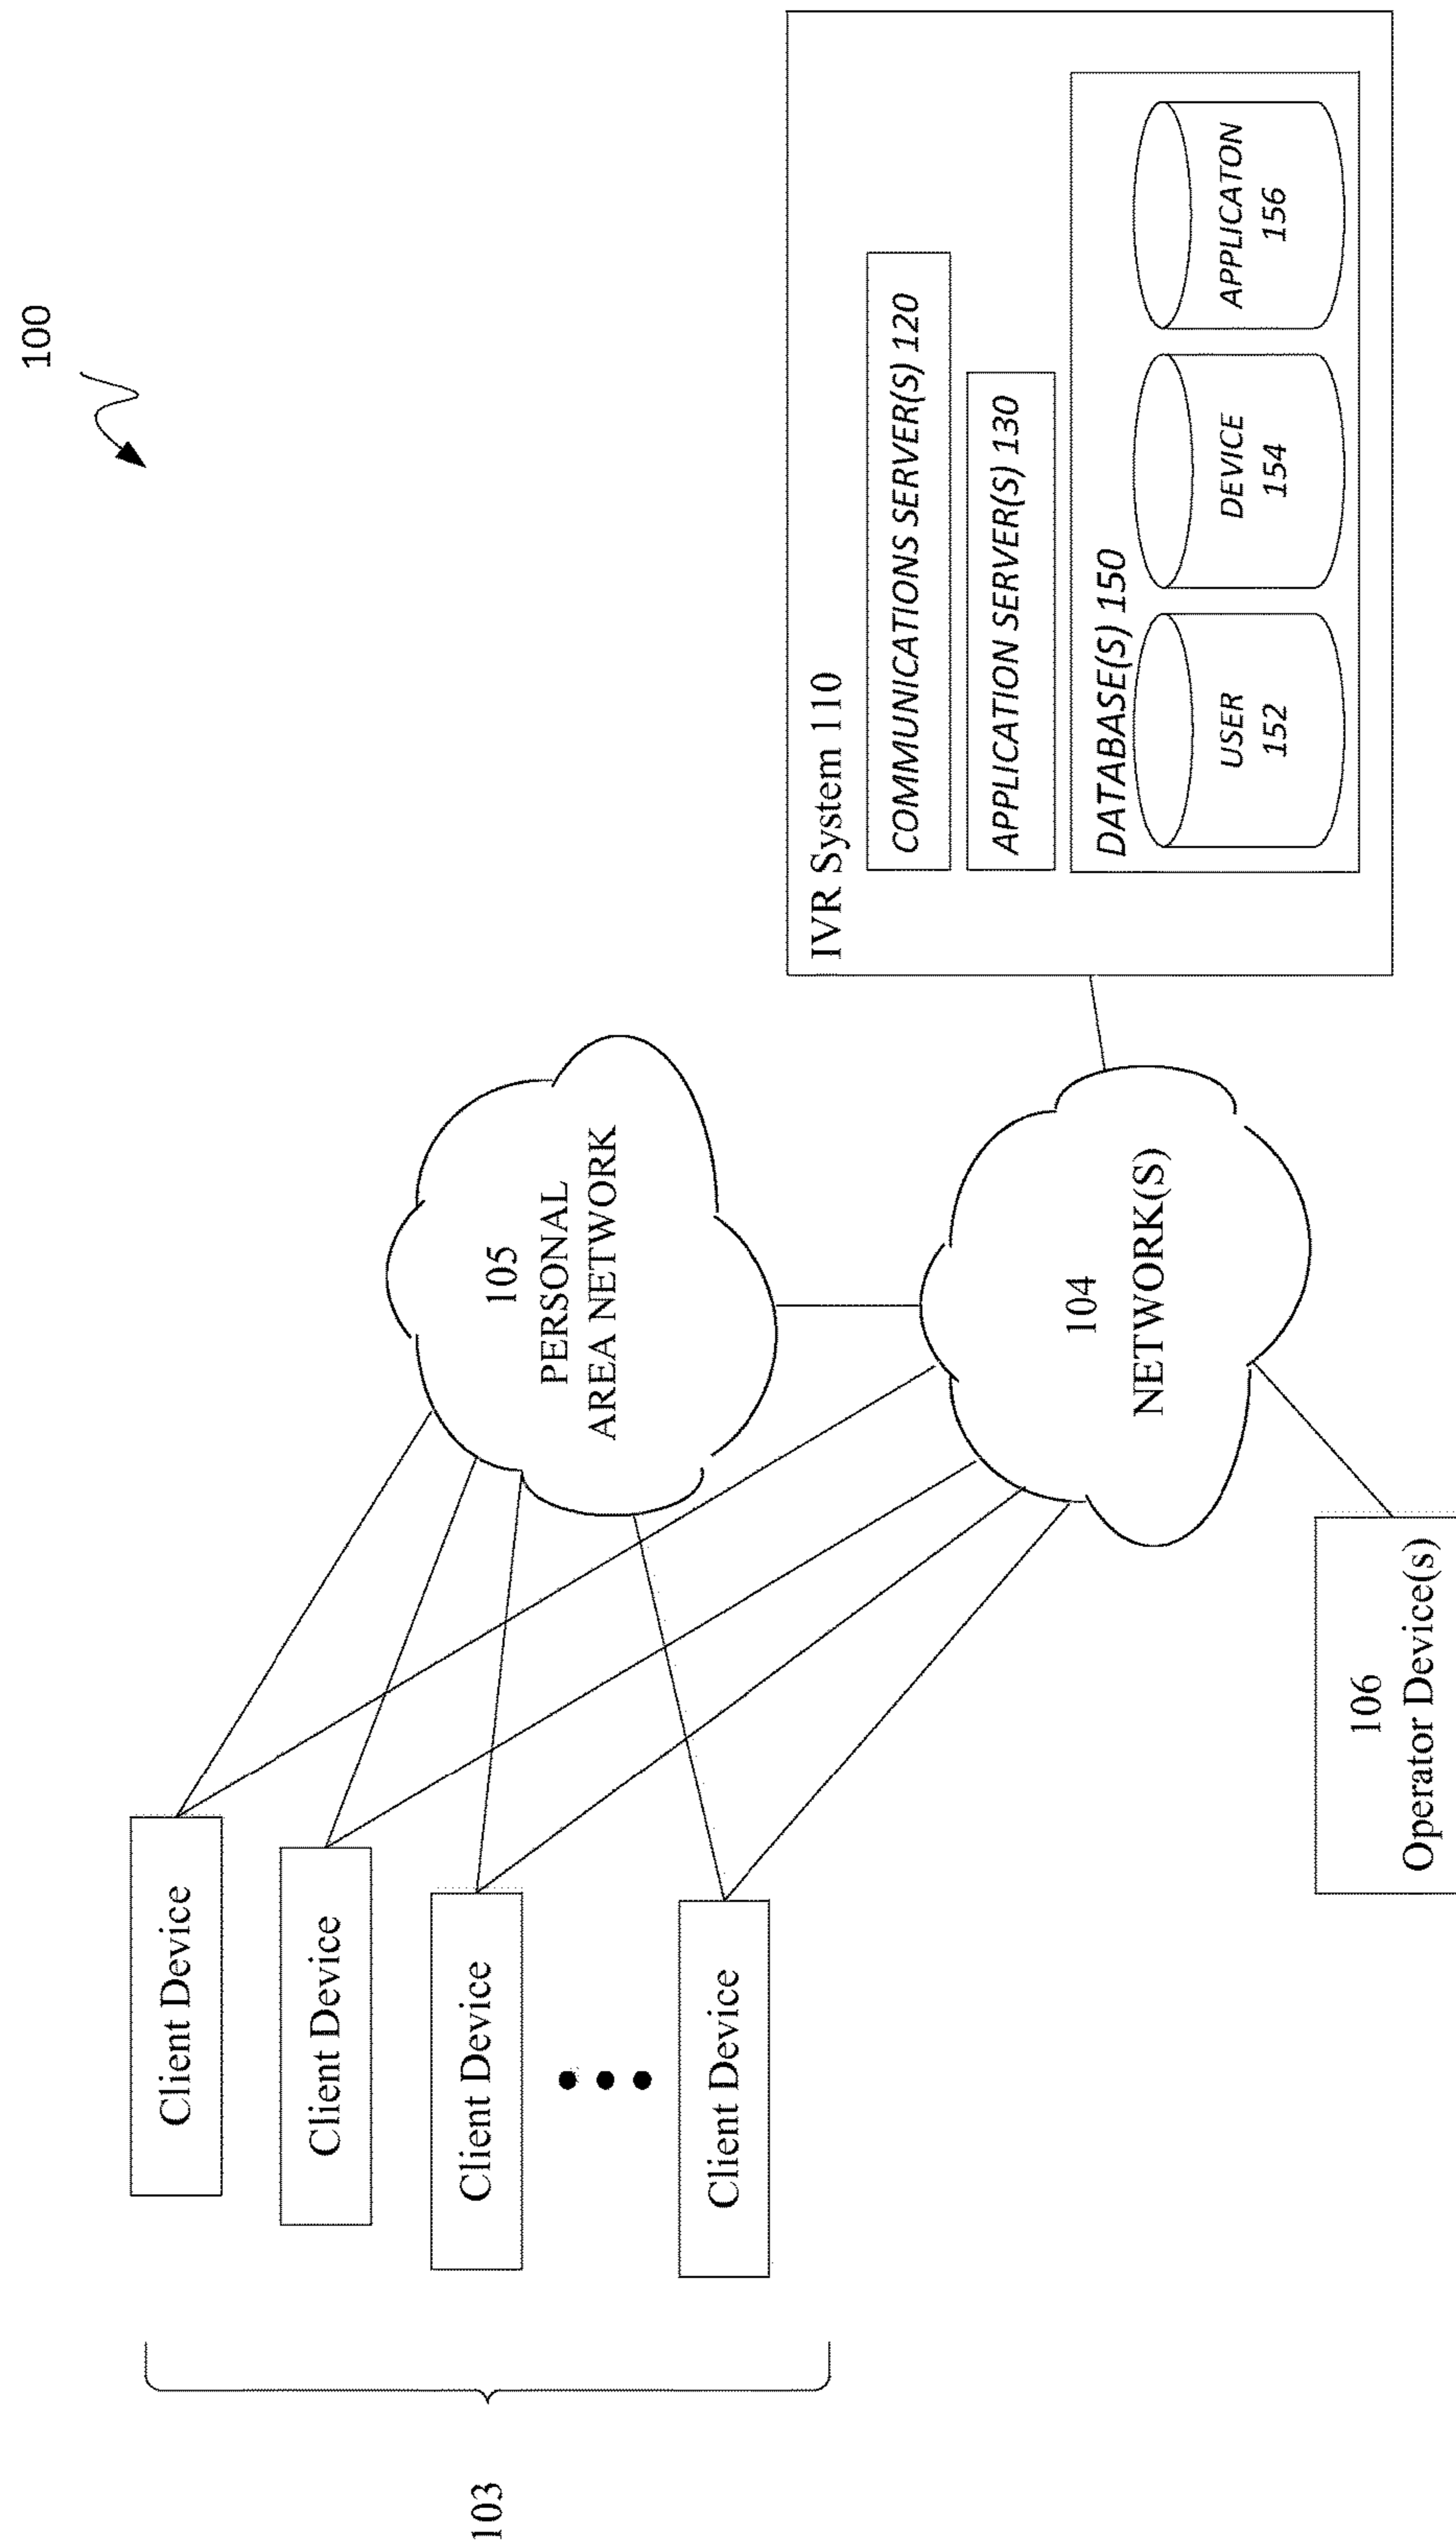 100
103
Client Device
Client Device
Client Device
Client Device
105
PERSONAL
AREA NETWORK
104
NETWORK(S)
106
Operator Device(s)
IVR System 110
COMMUNICATIONS SERVER(S) 120
APPLICATION SERVER(S) 130
DATABASE(S) 150
USER
152
DEVICE
154
APPLICATON
156